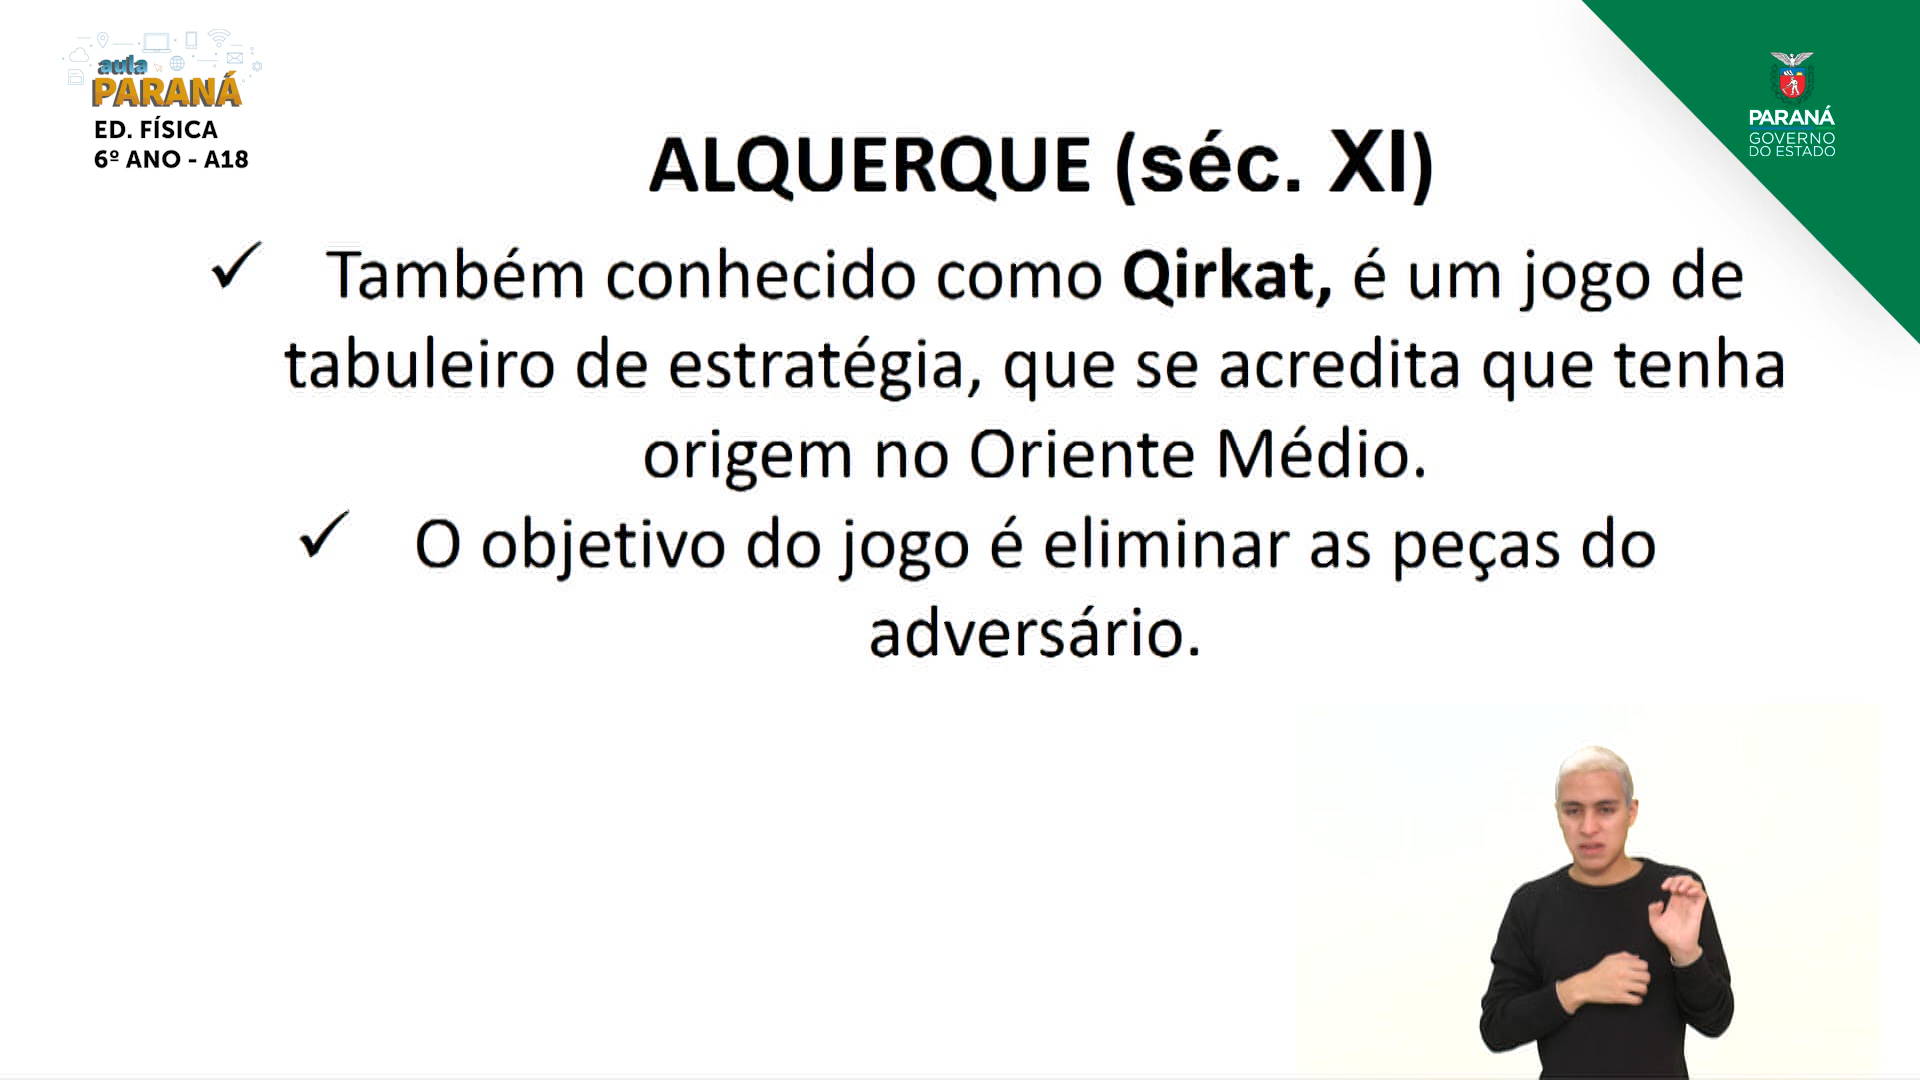 aula
PARANÁ
ED. FÍSICA
6º ANO - A18
PARANÁ
GOVERNO
DO ESTADO
ALQUERQUE (séc. XI)
✓ Também conhecido como Qirkat, é um jogo de
tabuleiro de estratégia, que se acredita que tenha
origem no Oriente Médio.
✓ O objetivo do jogo é eliminar as peças do
adversário.